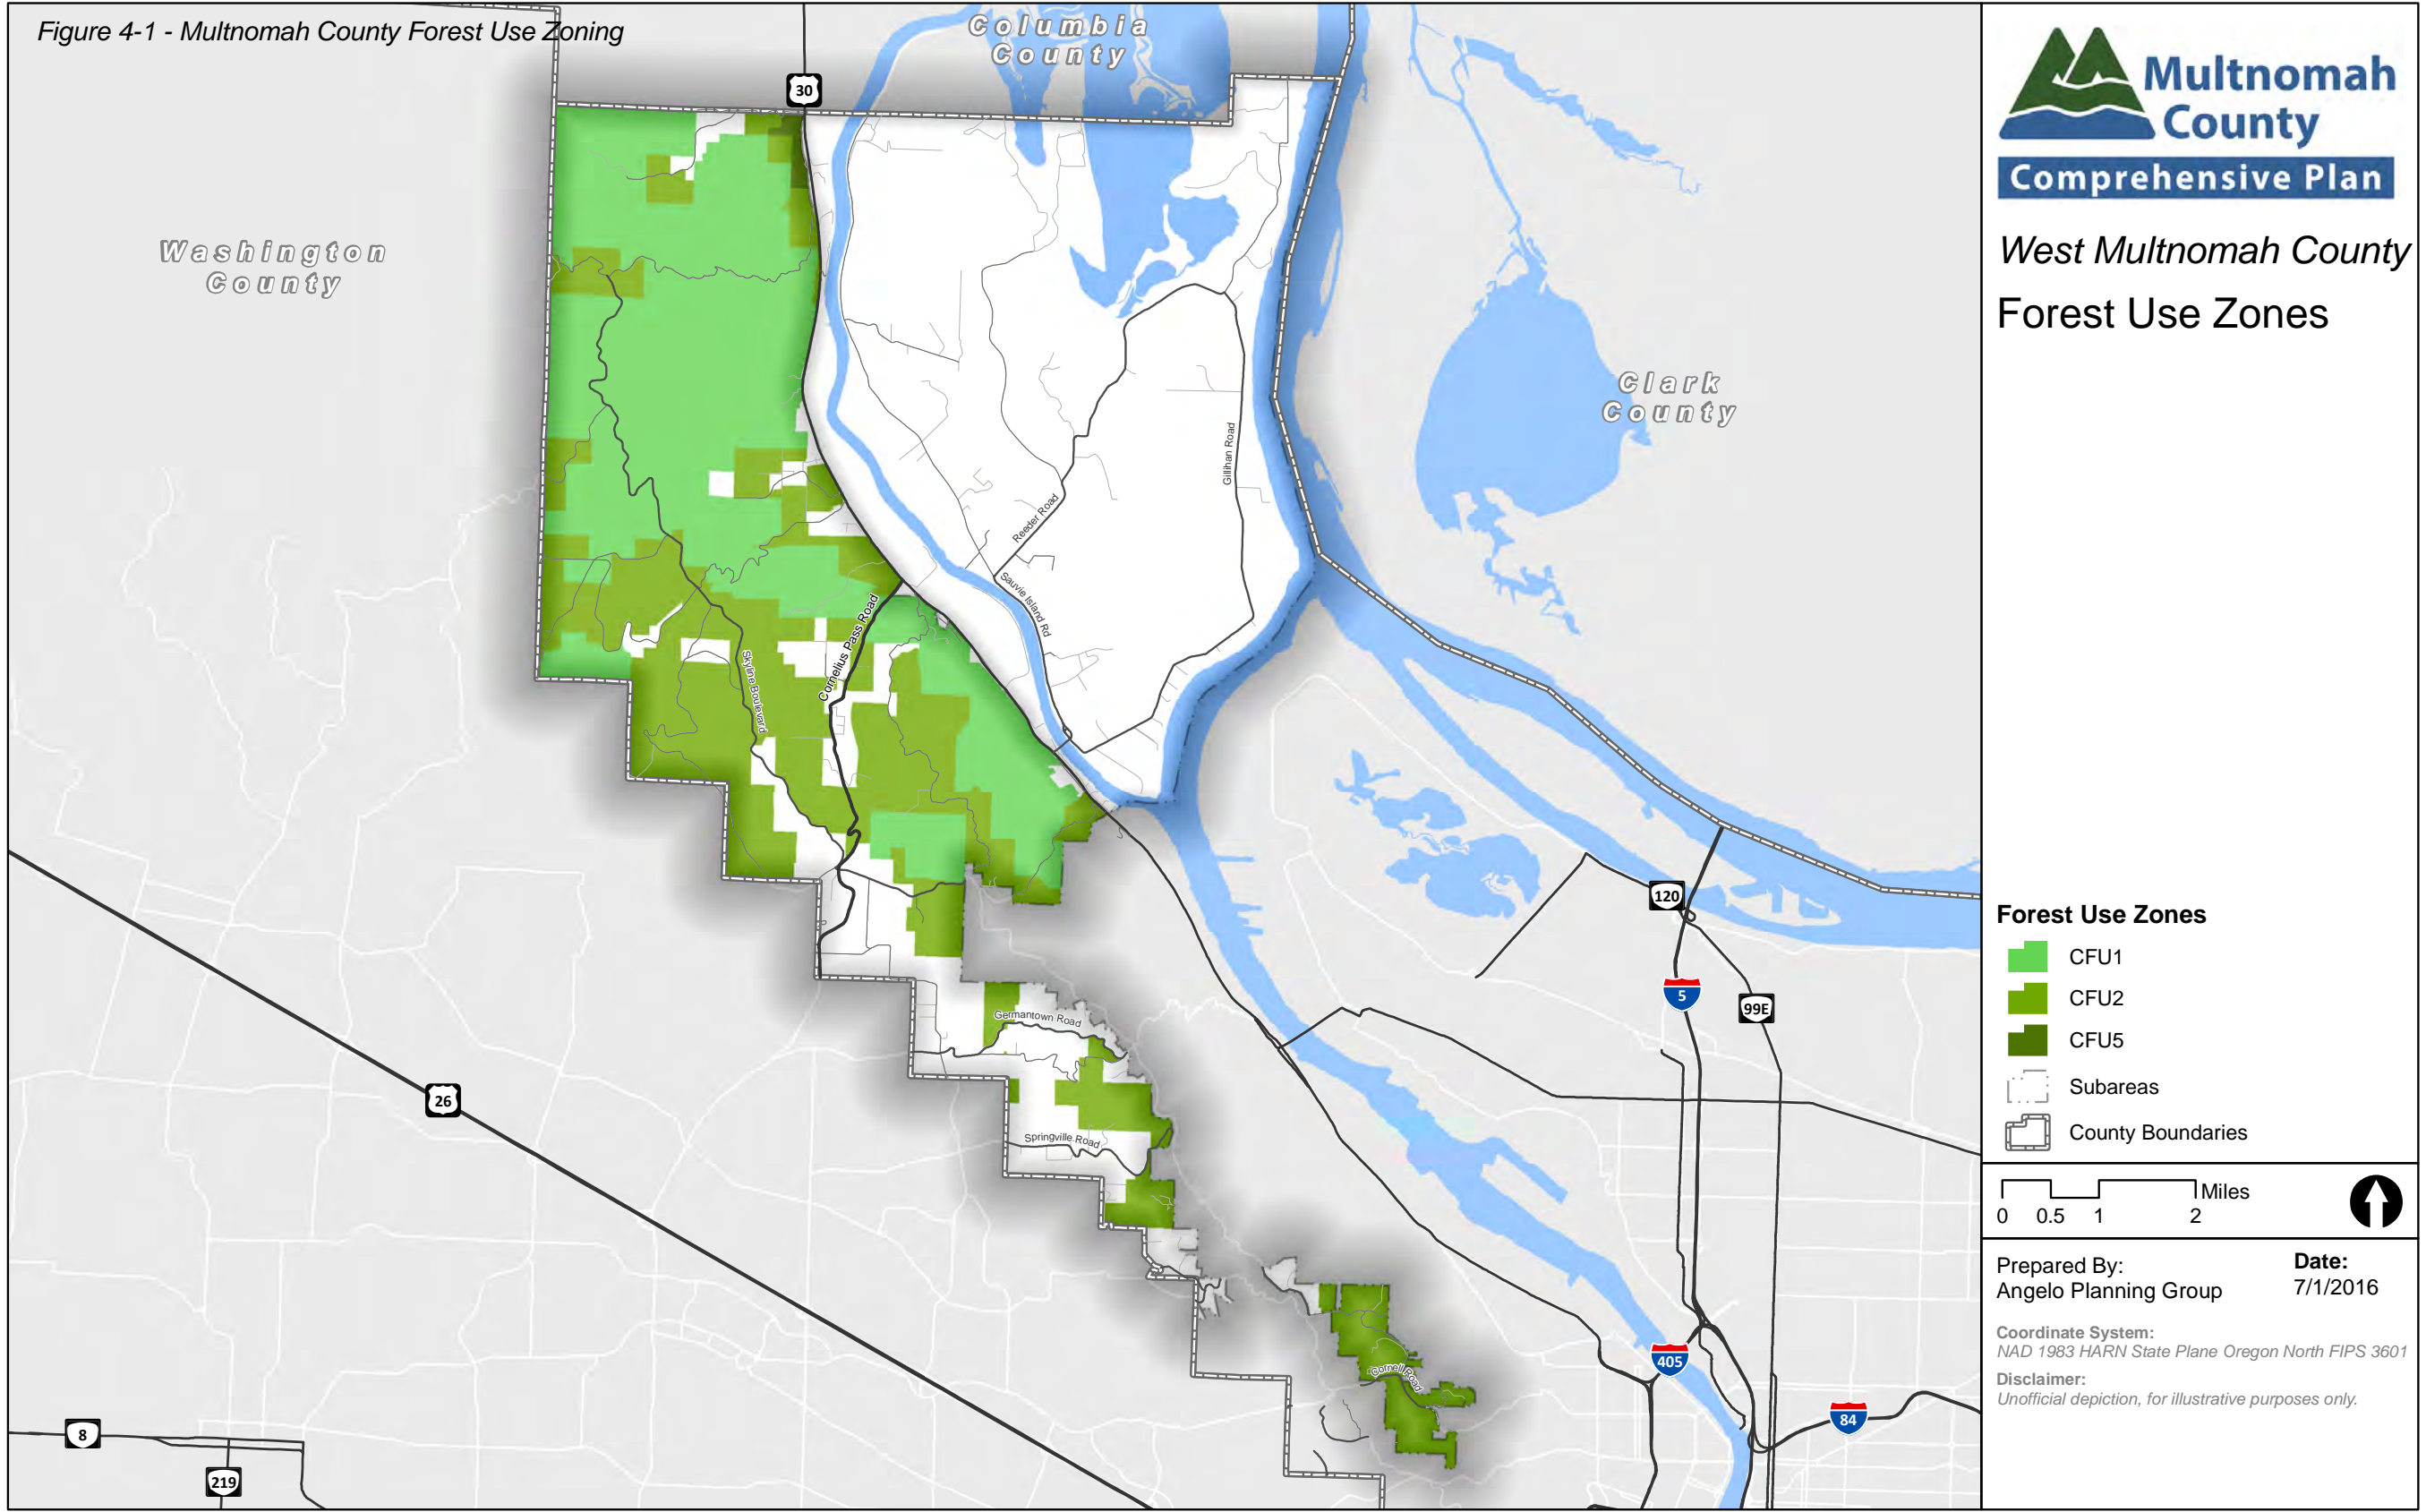 Figure 4-1 - Multnomah County Forest Use Zoning
Columbia
County
30
Washington
County
Clark
County
Gillihan Road
Reeder Road
Sauvie Island Rd
Cornelius Pass Road
Skyline Boulevard
120
5
99E
Germantown Road
26
Springville Road
405
Cornell Road
84
8
219
Multnomah
County
Comprehensive Plan
West Multnomah County
Forest Use Zones
Forest Use Zones
CFU1
CFU2
CFU5
Subareas
County Boundaries
Miles
0 0.5 1 2
Prepared By:
Angelo Planning Group
Date:
7/1/2016
Coordinate System:
NAD 1983 HARN State Plane Oregon North FIPS 3601
Disclaimer:
Unofficial depiction, for illustrative purposes only.